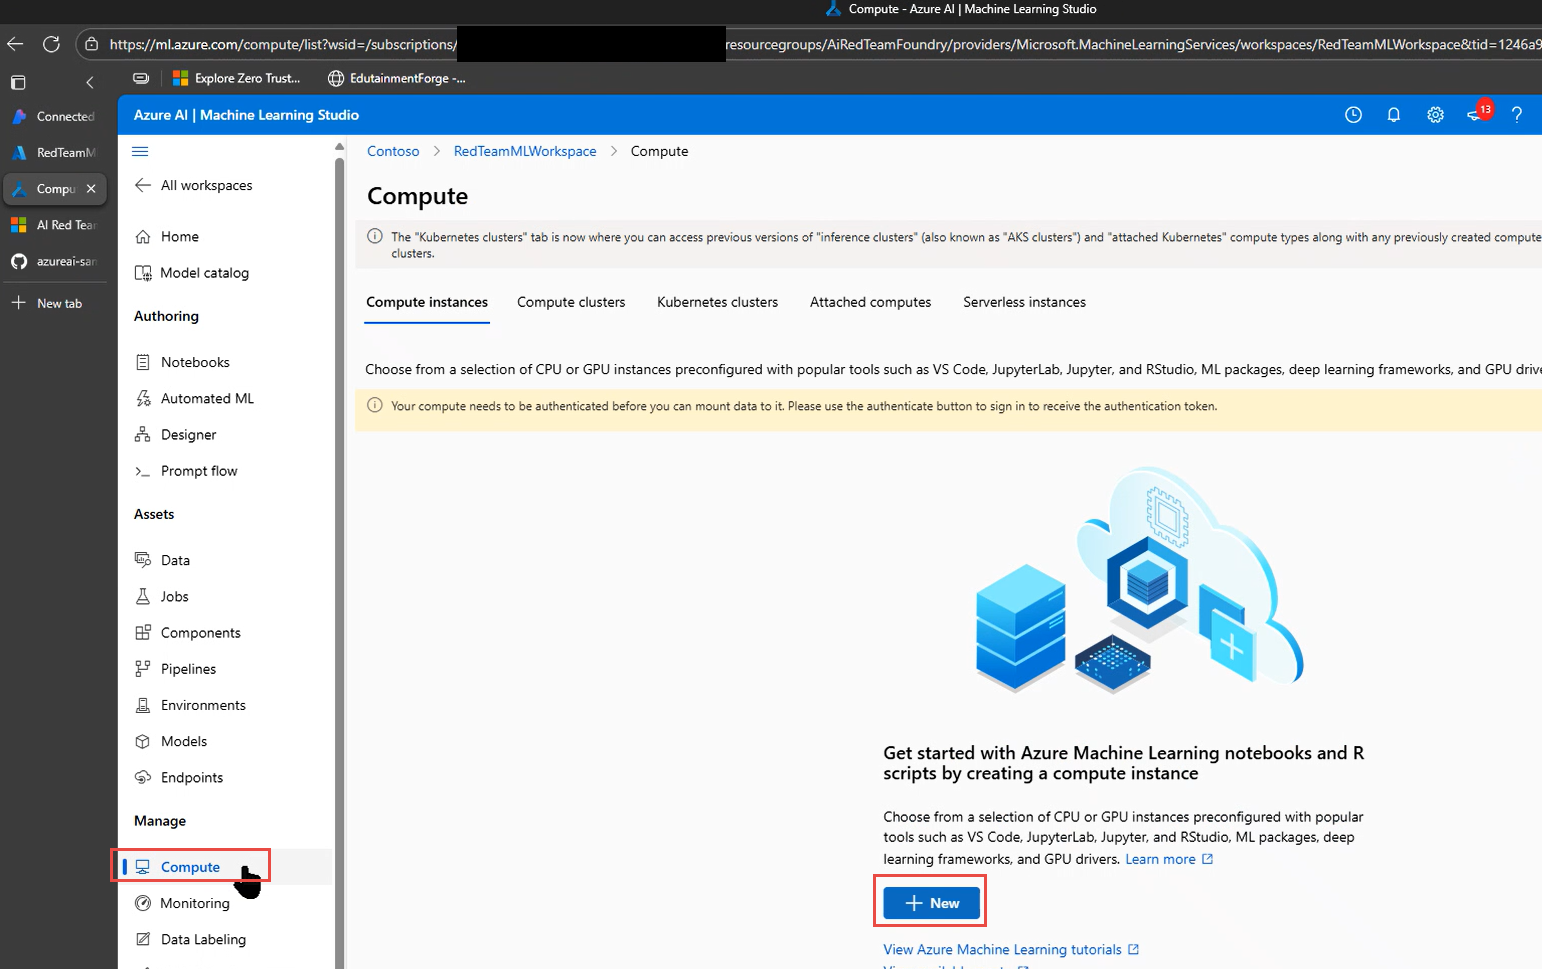 Compute - Azure AI | Machine Learning Studio
https://ml.azure.com/compute/list?wsid=/subscriptions/
resourcegroups/AiRedTeamFoundry/providers/Microsoft.MachineLearningServices/workspaces/RedTeamMLWorkspace&tid=1246a9
Explore Zero Trust...
EdutainmentForge -...
Connected
RedTeamM
Compu
AI Red Tear
azureai-sam
New tab
Azure AI | Machine Learning Studio
13
?
All workspaces
Home
Model catalog
Authoring
Notebooks
Automated ML
Designer
Prompt flow
Assets
Data
Jobs
Components
Pipelines
Environments
Models
Endpoints
Manage
Compute
Monitoring
Data Labeling
Contoso > RedTeamMLWorkspace > Compute
Compute
The "Kubernetes clusters" tab is now where you can access previous versions of "inference clusters" (also known as "AKS clusters") and "attached Kubernetes" compute types along with any previously created compute
clusters.
Compute instances
Compute clusters
Kubernetes clusters
Attached computes
Serverless instances
Choose from a selection of CPU or GPU instances preconfigured with popular tools such as VS Code, JupyterLab, Jupyter, and RStudio, ML packages, deep learning frameworks, and GPU drive
Your compute needs to be authenticated before you can mount data to it. Please use the authenticate button to sign in to receive the authentication token.
Get started with Azure Machine Learning notebooks and R
scripts by creating a compute instance
Choose from a selection of CPU or GPU instances preconfigured with popular
tools such as VS Code, JupyterLab, Jupyter, and RStudio, ML packages, deep
learning frameworks, and GPU drivers. Learn more
New
View Azure Machine Learning tutorials